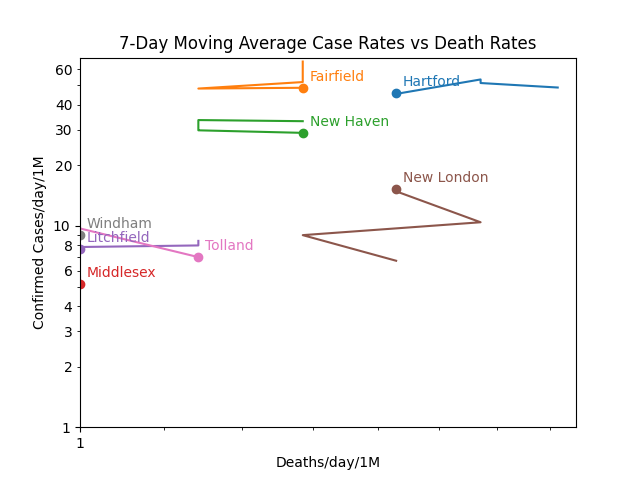 7-Day Moving Average Case Rates vs Death Rates
60
Fairfield
Hartford
40
New Haven
30
20
New London
10
Windham
Litchfield
8
Tolland
6
Middlesex
4
3
2
1
1
Confirmed Cases/day/1M
Deaths/day/1M